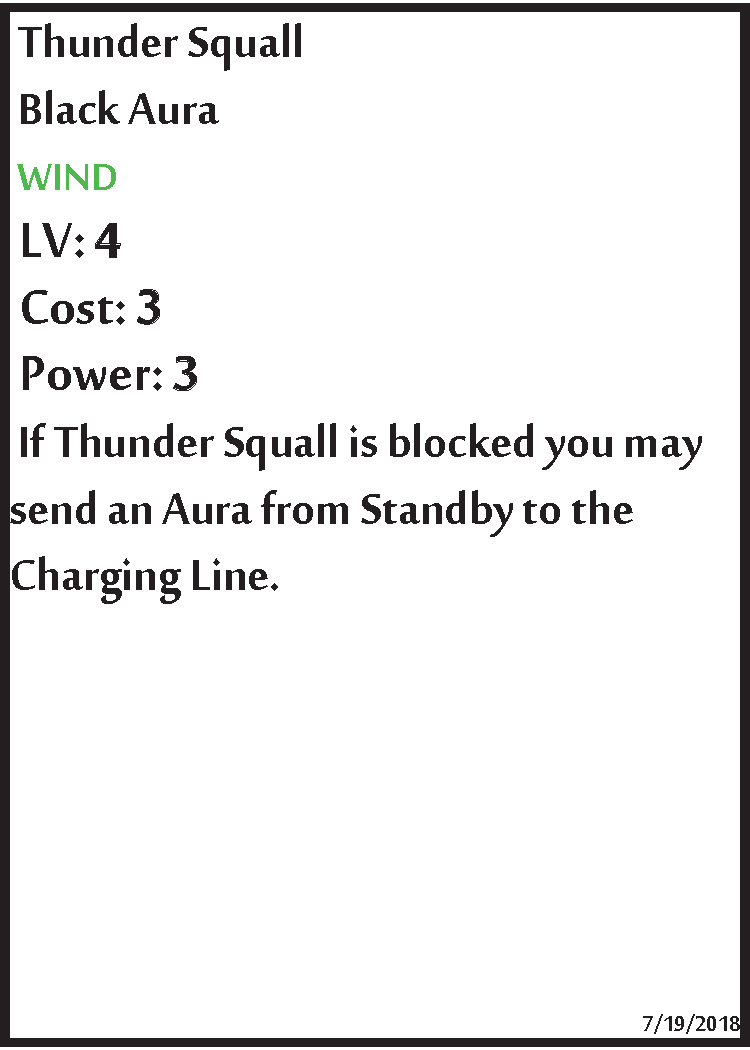 Thunder Squall
Black Aura
WIND
LV: 4
Cost: 3
Power: 3
If Thunder Squall is blocked you may
send an Aura from Standby to the
Charging Line.
7/19/2018